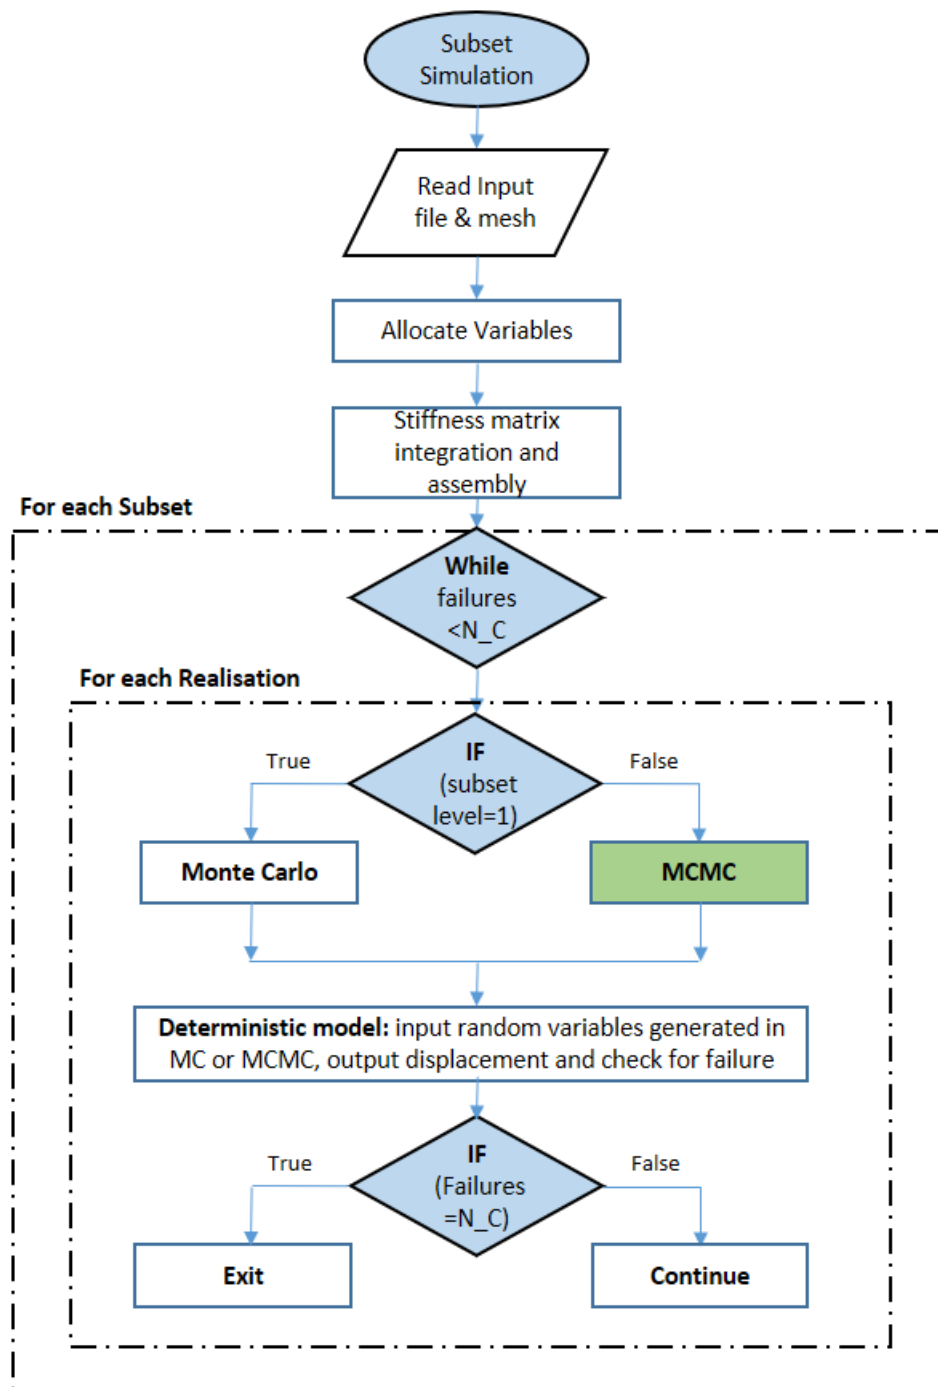 Subset
Simulation
Read Input
file & mesh
Allocate Variables
Stiffness matrix
integration and
assembly
For each Subset
While
failures
<N_C
For each Realisation
IF
(subset
level=1)
True
False
Monte Carlo
MCMC
Deterministic model: input random variables generated in
MC or MCMC, output displacement and check for failure
IF
(Failures
=N_C)
True
False
Exit
Continue